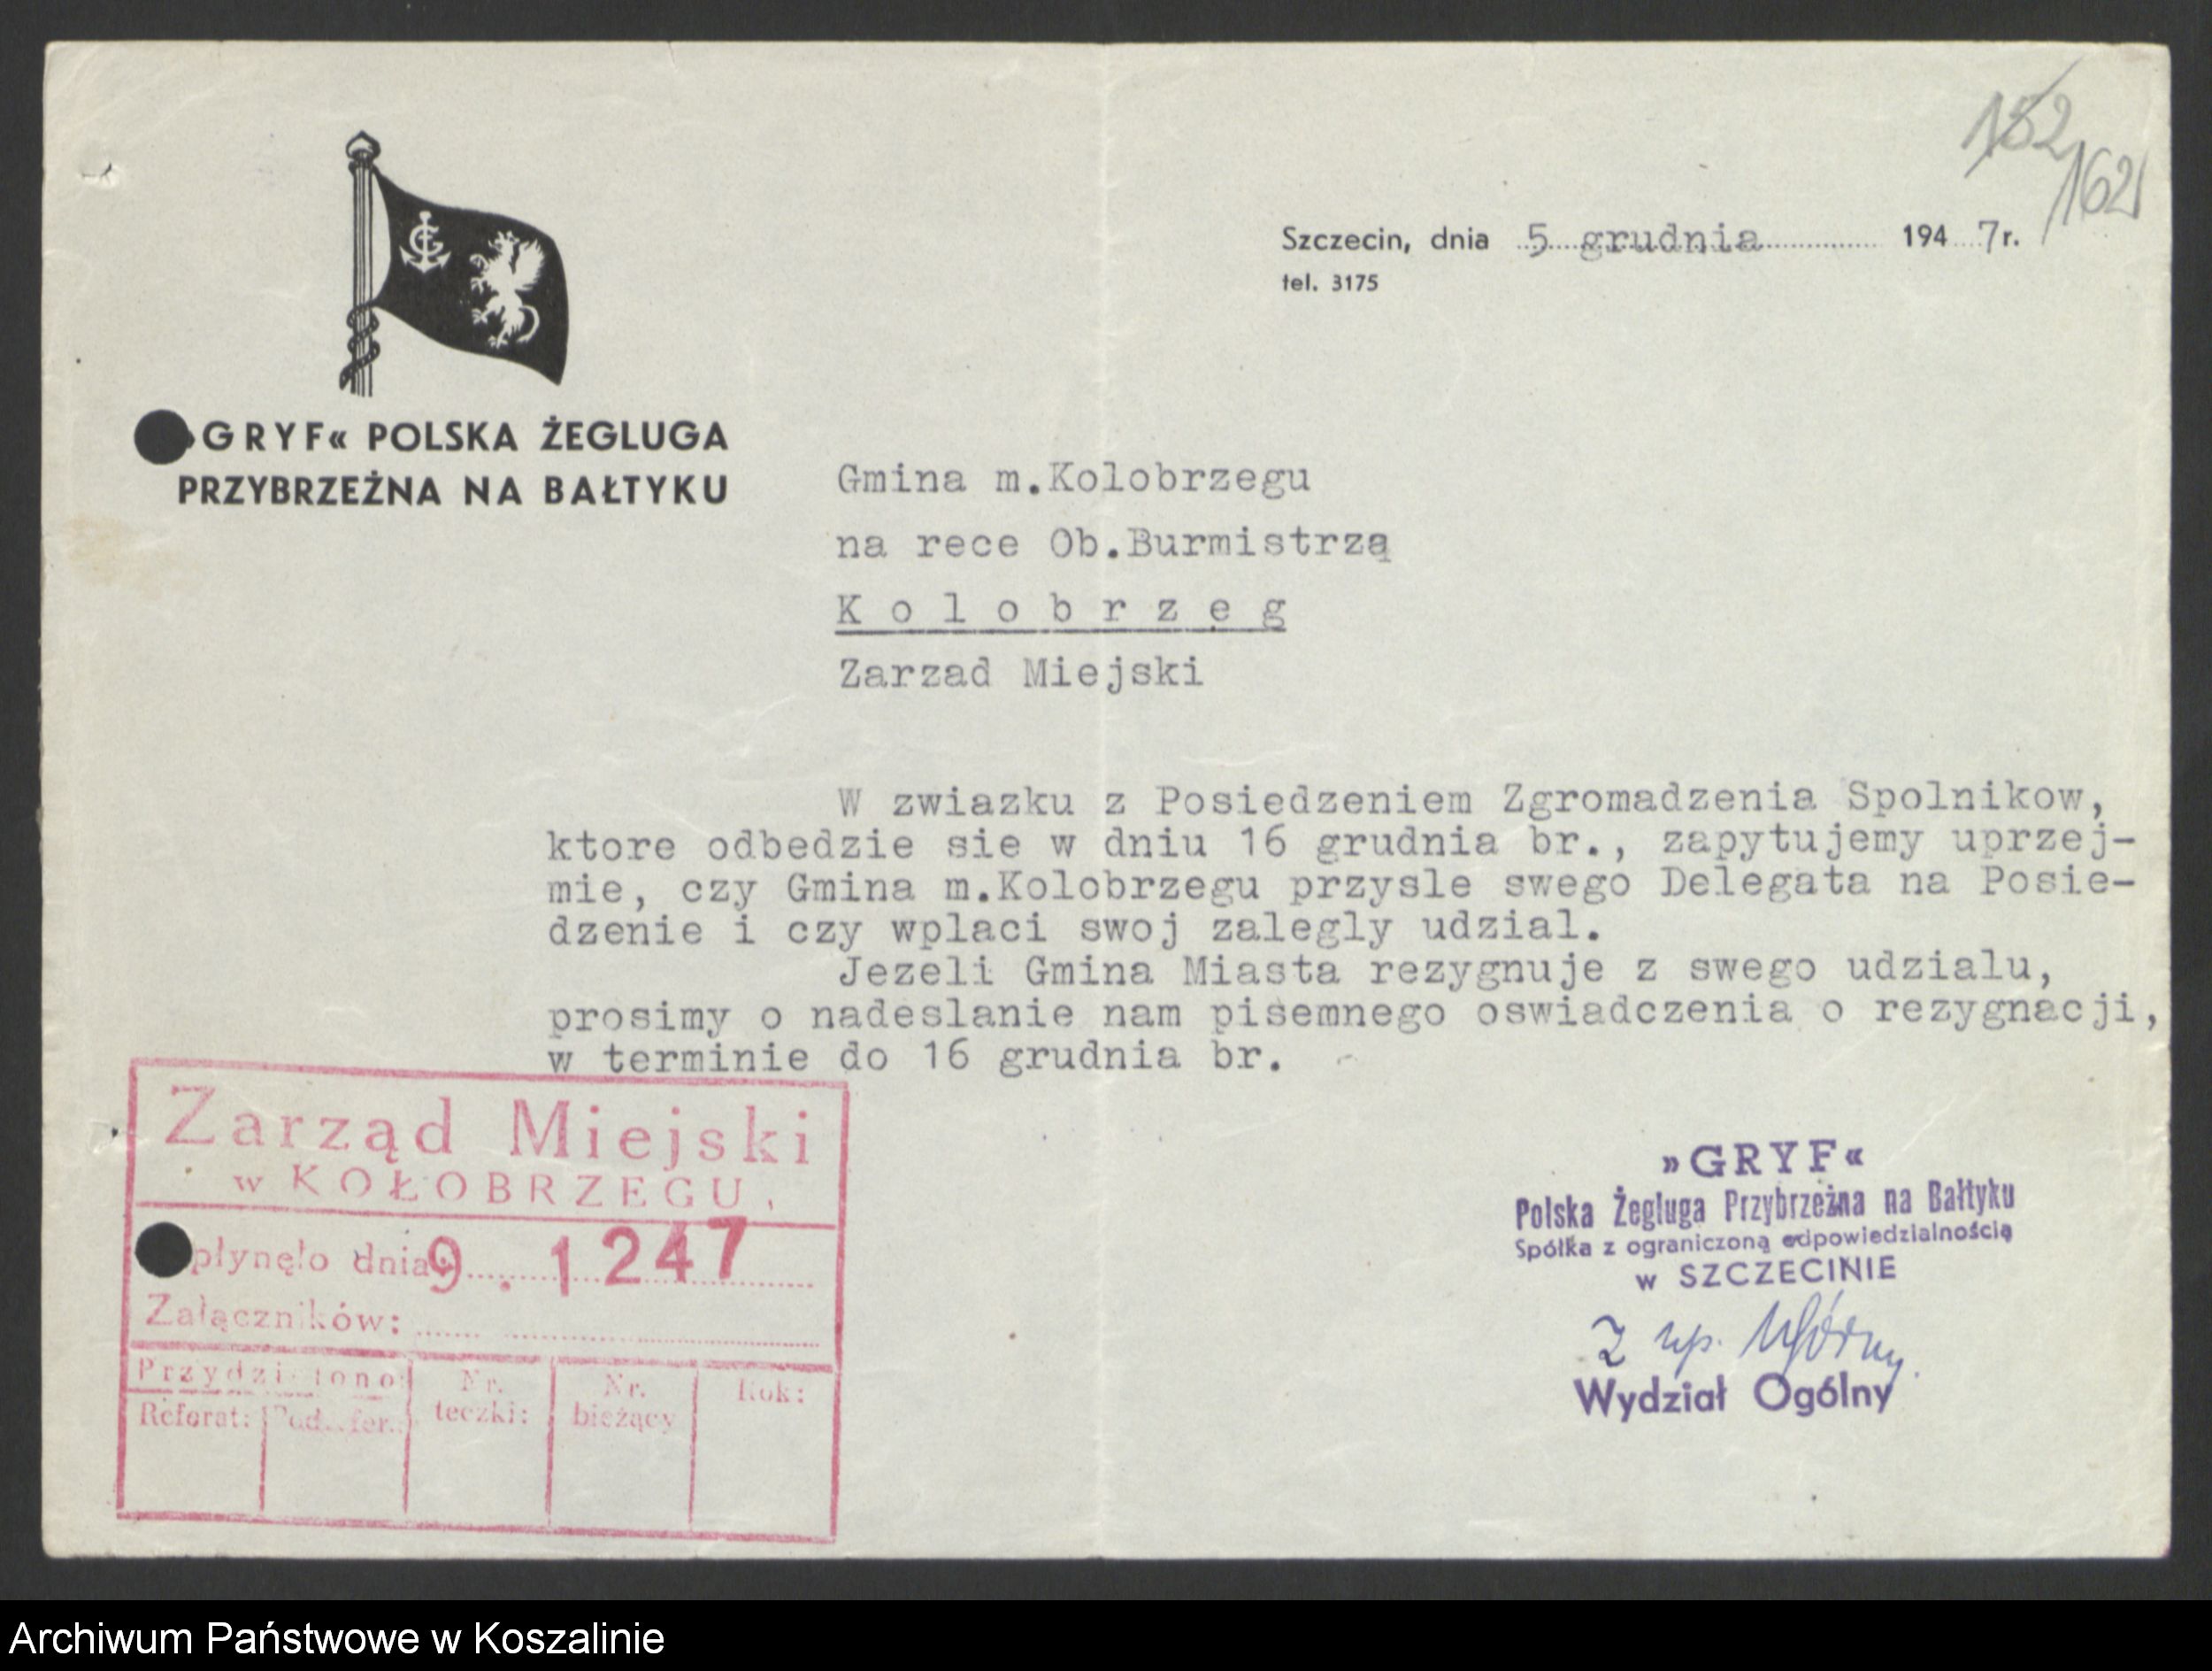 152
162
Szczecin, dnia 5 grudnia 1947 r.
tel. 3175
»GRYF« POLSKA ŻEGLUGA
PRZYBRZEŻNA NA BAŁTYKU
Gmina m.Kolobrzegu
na rece Ob.Burmistrzą
Kolobrzeg
Zarzad Miejski
W zwiazku z Posiedzeniem Zgromadzenia Spolnikow,
ktore odbedzie sie w dniu 16 grudnia br., zapytujemy uprzej-
mie, czy Gmina m.Kolobrzegu przysle swego Delegata na Posie-
dzenie i czy wplaci swoj zalegly udzial.
Jezeli Gmina Miasta rezygnuje z swego udzialu,
prosimy o nadeslanie nam pisemnego oswiadczenia o rezygnacji,
w terminie do 16 grudnia br.
Zarząd Miejski
w KOŁOBRZEGU
płynęło dnia 9. 1247
Załączników:
Przydzielono
Referat:
Nr. teczki:
Nr. bieżący
Rok:
»GRYF«
Polska Żegluga Przybrzeżna na Bałtyku
Spółka z ograniczoną odpowiedzialnością
w SZCZECINIE
Wydział Ogólny
Archiwum Państwowe w Koszalinie